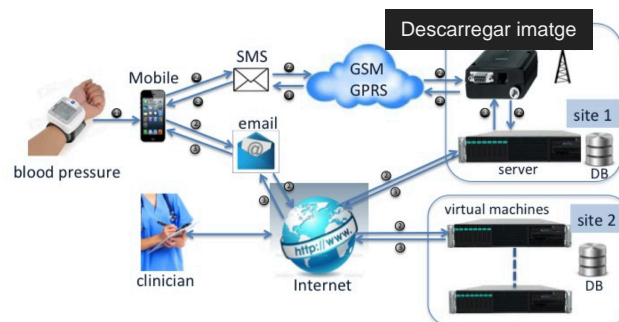 Descarregar imatge
SMS
GSM
GPRS
Mobile
site 1
email
@
server
DB
blood pressure
virtual machines
site 2
http://www.
clinician
Internet
DB